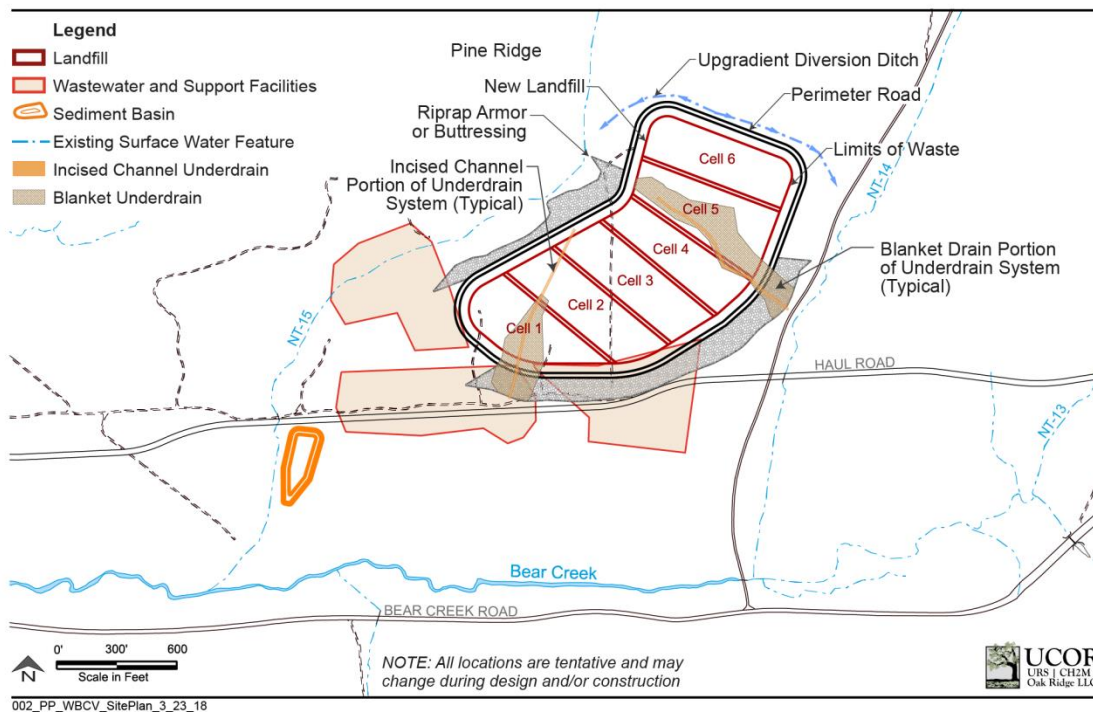 Legend
Landfill
Wastewater and Support Facilities
Sediment Basin
Existing Surface Water Feature
Incised Channel Underdrain
Blanket Underdrain
Pine Ridge
Upgradient Diversion Ditch
New Landfill
Perimeter Road
Riprap Armor
or Buttressing
Limits of Waste
Incised Channel
Portion of Underdrain
System (Typical)
Cell 6
Cell 5
Cell 4
Cell 3
Cell 2
Cell 1
NT-14
Blanket Drain Portion
of Underdrain System
(Typical)
NT-15
HAUL ROAD
NT-13
Bear Creek
BEAR CREEK ROAD
N
0' 300' 600
Scale in Feet
NOTE: All locations are tentative and may
change during design and/or construction
UCOR
URS | CH2M
Oak Ridge LLC
002_PP_WBCV_SitePlan_3_23_18